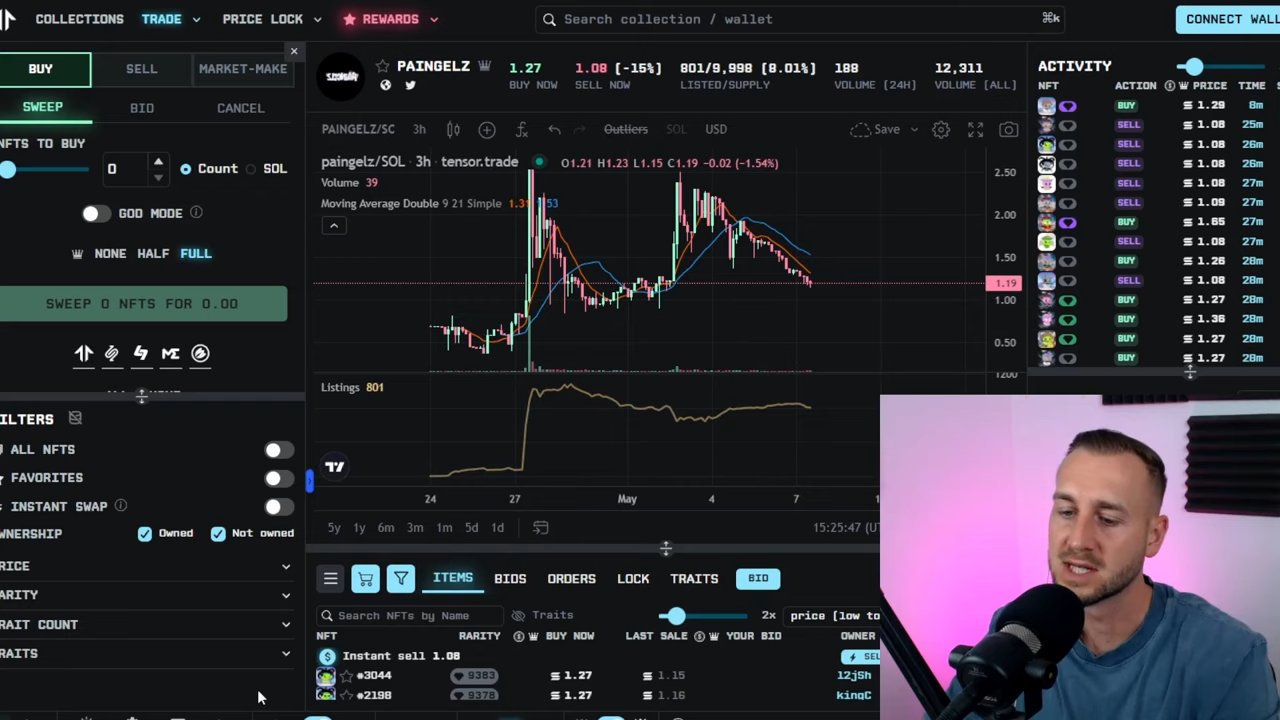 COLLECTIONS TRADE PRICE LOCK REWARDS Search collection / wallet ⌘k CONNECT WALL
BUY SELL MARKET-MAKE ×
SWEEP BID CANCEL
NFTS TO BUY
0 Count SOL
GOD MODE
NONE HALF FULL
SWEEP 0 NFTS FOR 0.00
ILTERS
ALL NFTS
FAVORITES
INSTANT SWAP
WNERSHIP Owned Not owned
RICE
ARITY
RAIT COUNT
RAITS
PAINGELZ 1.27 1.08 [-15%] 801/9,998 [8.01%] 188 12,311
BUY NOW SELL NOW LISTED/SUPPLY VOLUME [24H] VOLUME [ALL]
PAINGELZ/SC 3h Outliers SOL USD Save
paingelz/SOL · 3h · tensor.trade O1.21 H1.23 L1.15 C1.19 -0.02 (-1.54%)
Volume 39
Moving Average Double 9 21 Simple
2.50
2.00
1.50
1.19
1.00
0.50
1200
Listings 801
24 27 May 4 7
5y 1y 6m 3m 1m 5d 1d 15:25:47
ITEMS BIDS ORDERS LOCK TRAITS BID
Search NFTs by Name Traits 2x price [low to
NFT RARITY BUY NOW LAST SALE YOUR BID OWNER
Instant sell 1.08 SEL
#3044 9383 1.27 1.15 l2jSh
#2198 9378 1.27 1.16 kingC
ACTIVITY
NFT ACTION PRICE TIME
BUY 1.29 8m
SELL 1.08 25m
SELL 1.08 26m
SELL 1.08 26m
SELL 1.08 27m
SELL 1.09 27m
BUY 1.65 27m
SELL 1.08 27m
BUY 1.26 28m
SELL 1.08 28m
BUY 1.27 28m
BUY 1.36 28m
BUY 1.27 28m
BUY 1.27 28m